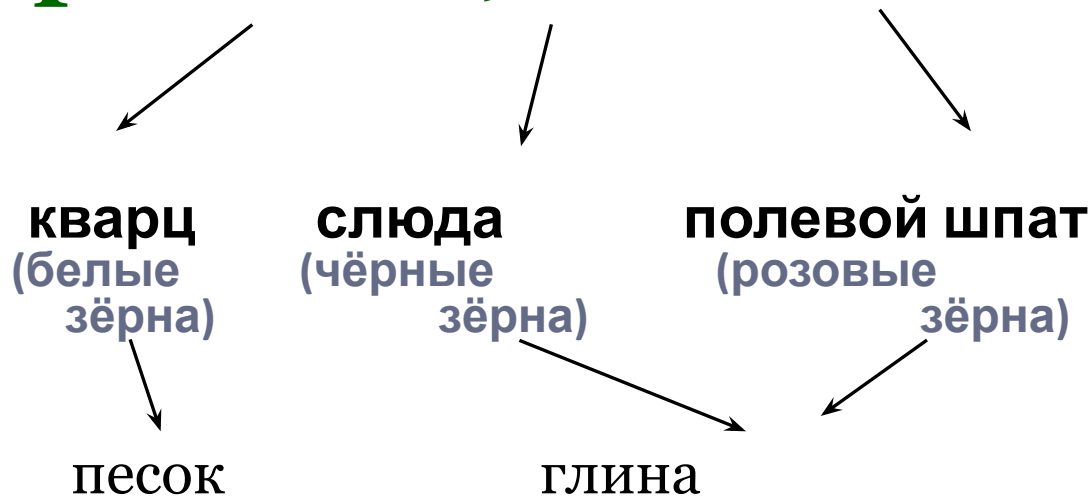 кварц слюда полевой шпат
(белые (чёрные (розовые
зёрна) зёрна) зёрна)
песок глина